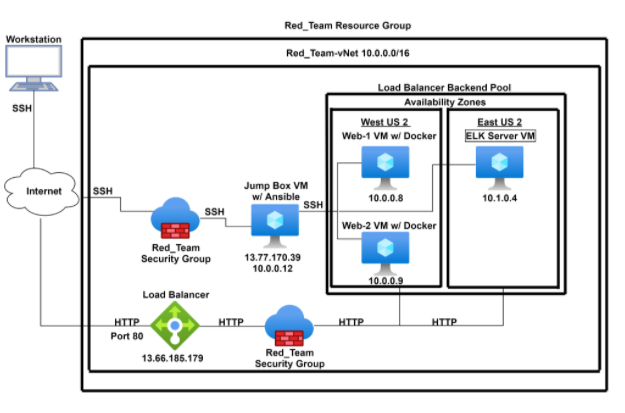 Red_Team Resource Group
Workstation
Red_Team-vNet 10.0.0.0/16
Load Balancer Backend Pool
Availability Zones
SSH
West US 2
East US 2
Web-1 VM w/ Docker
ELK Server VM
Internet
SSH
Jump Box VM
w/ Ansible
SSH
SSH
10.0.0.8
10.1.0.4
Red_Team
Security Group
Web-2 VM w/ Docker
13.77.170.39
10.0.0.12
10.0.0.9
Load Balancer
HTTP
Port 80
HTTP
HTTP
HTTP
13.66.185.179
Red_Team
Security Group